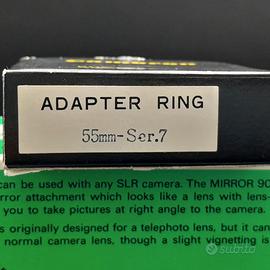 ADAPTER RING
55mm-Ser.7
can be used with any SLR camera. The MIRROR 90
rror attachment which looks like a lens with lens-
you to take pictures at right angle to the camera.
s originally designed for a telephoto lens, but it can
normal camera lens, though a slight vignetting is
subito